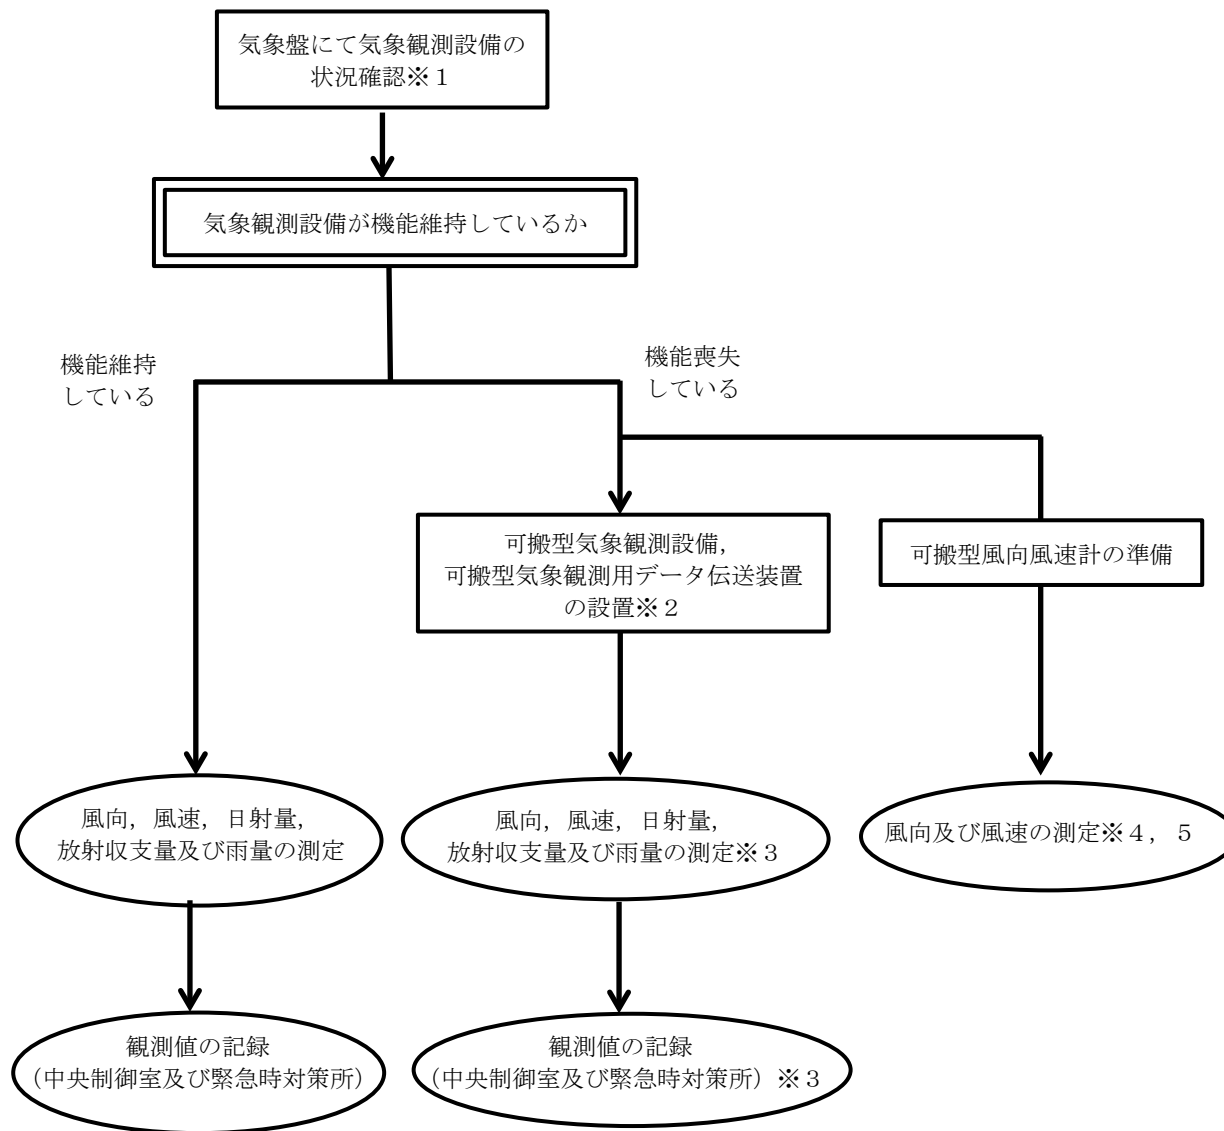 気象盤にて気象観測設備の
状況確認※１
気象観測設備が機能維持しているか
機能維持
している
機能喪失
している
可搬型気象観測設備，
可搬型気象観測用データ伝送装置
の設置※２
可搬型風向風速計の準備
風向，風速，日射量，
放射収支量及び雨量の測定
風向，風速，日射量，
放射収支量及び雨量の測定※３
風向及び風速の測定※４，５
観測値の記録
（中央制御室及び緊急時対策所）
観測値の記録
（中央制御室及び緊急時対策所）※３